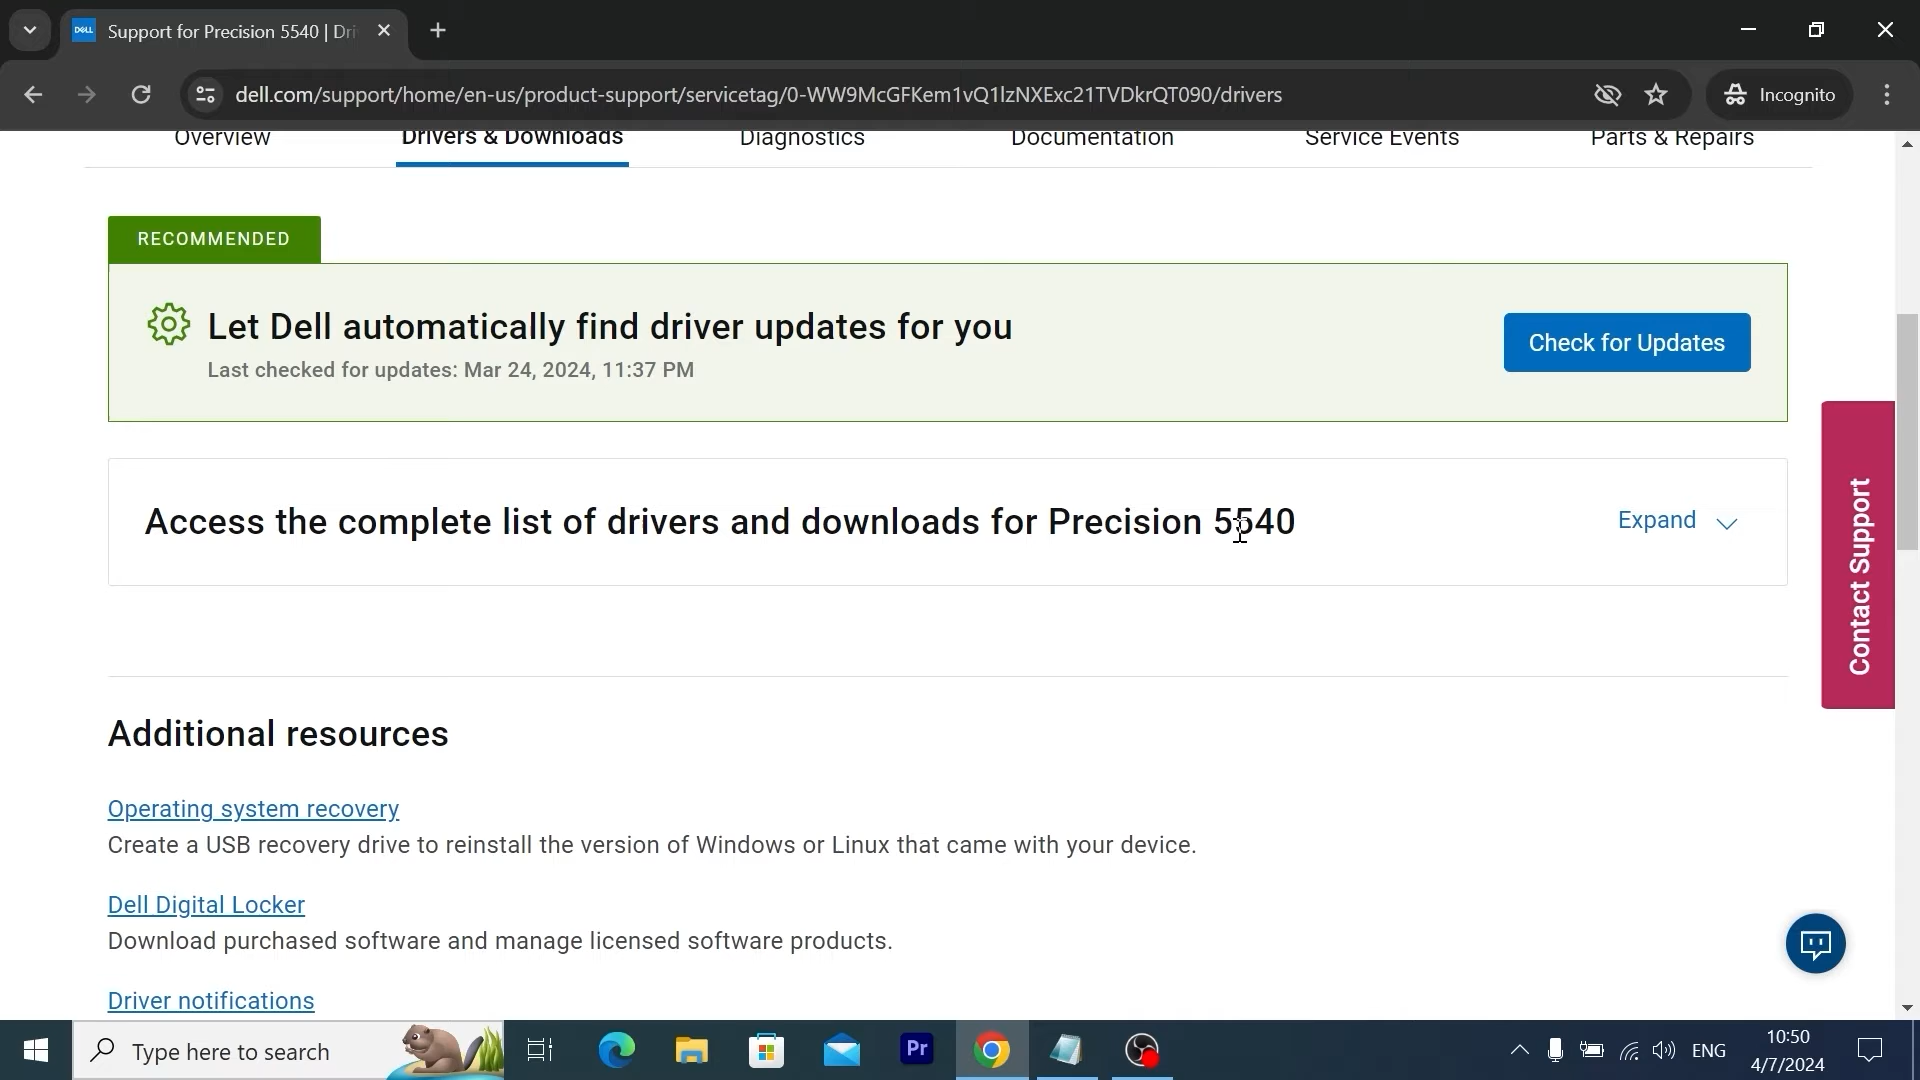 DELL
Support for Precision 5540 | Dri
dell.com/support/home/en-us/product-support/servicetag/0-WW9McGFKem1vQ1lzNXExc21TVDkrQT090/drivers
Incognito
Overview
Drivers & Downloads
Diagnostics
Documentation
Service Events
Parts & Repairs
RECOMMENDED
Let Dell automatically find driver updates for you
Last checked for updates: Mar 24, 2024, 11:37 PM
Check for Updates
Access the complete list of drivers and downloads for Precision 5540
Expand
Contact Support
Additional resources
Operating system recovery
Create a USB recovery drive to reinstall the version of Windows or Linux that came with your device.
Dell Digital Locker
Download purchased software and manage licensed software products.
Driver notifications
Type here to search
Pr
ENG
10:50
4/7/2024